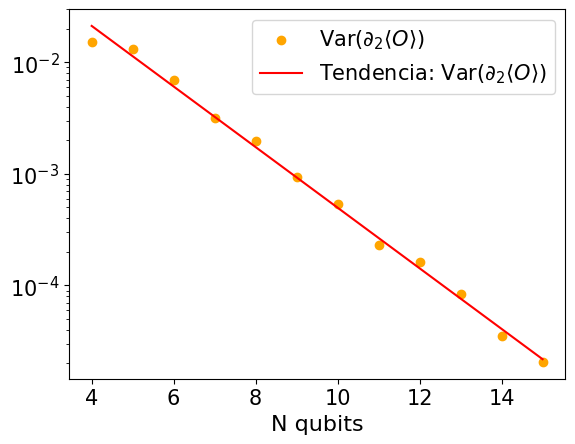 Var(∂₂⟨O⟩)
Tendencia: Var(∂₂⟨O⟩)
10⁻²
10⁻³
10⁻⁴
4 6 8 10 12 14
N qubits